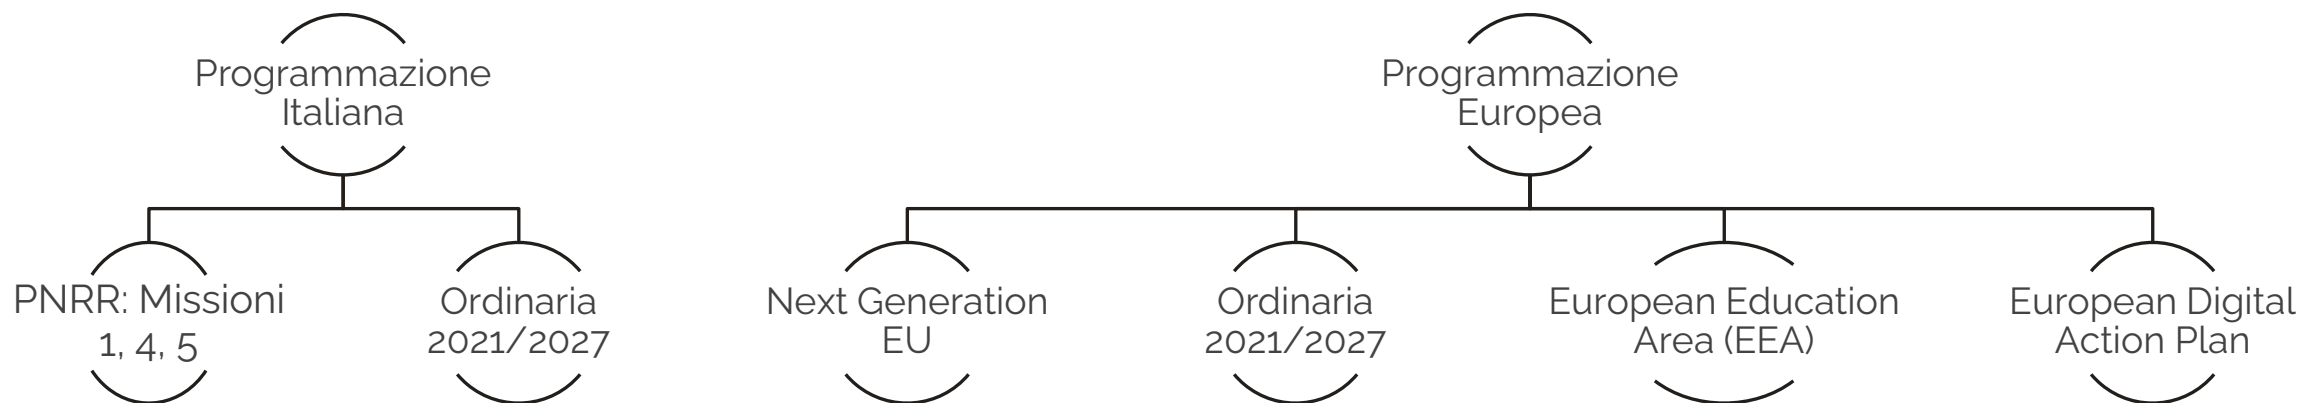 Programmazione
Italiana
Programmazione
Europea
PNRR: Missioni
1, 4, 5
Ordinaria
2021/2027
Next Generation
EU
Ordinaria
2021/2027
European Education
Area (EEA)
European Digital
Action Plan